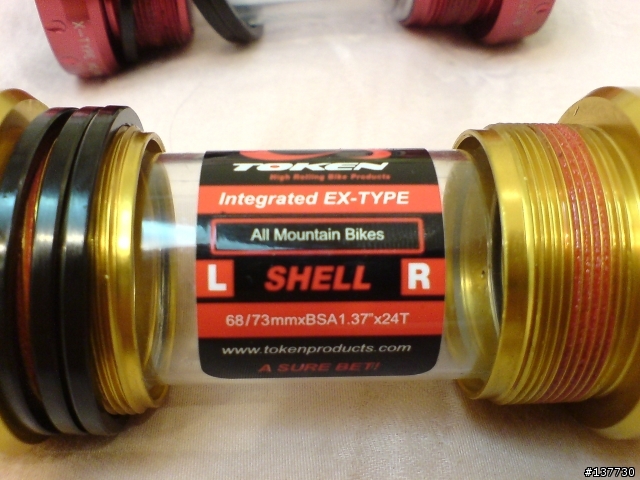 TOKEN
High Rolling Bike Products
Integrated EX-TYPE
All Mountain Bikes
L SHELL R
68/73mmxBSA1.37"x24T
www.tokenproducts.com
A SURE BET!
#137730